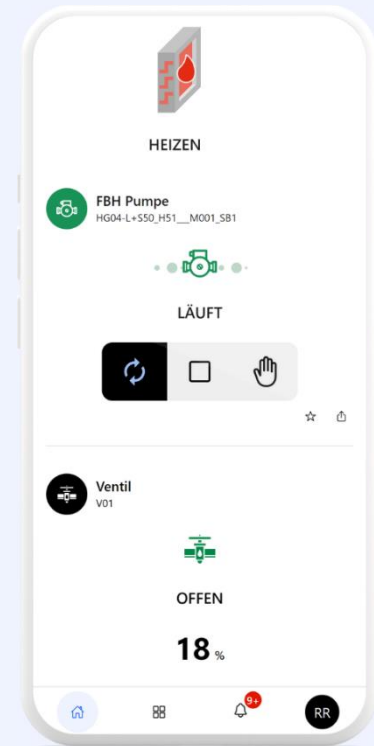 HEIZEN
FBH Pumpe
HG04-L+S50_H51__M001_SB1
LÄUFT
Ventil
V01
OFFEN
18 %
9+
RR